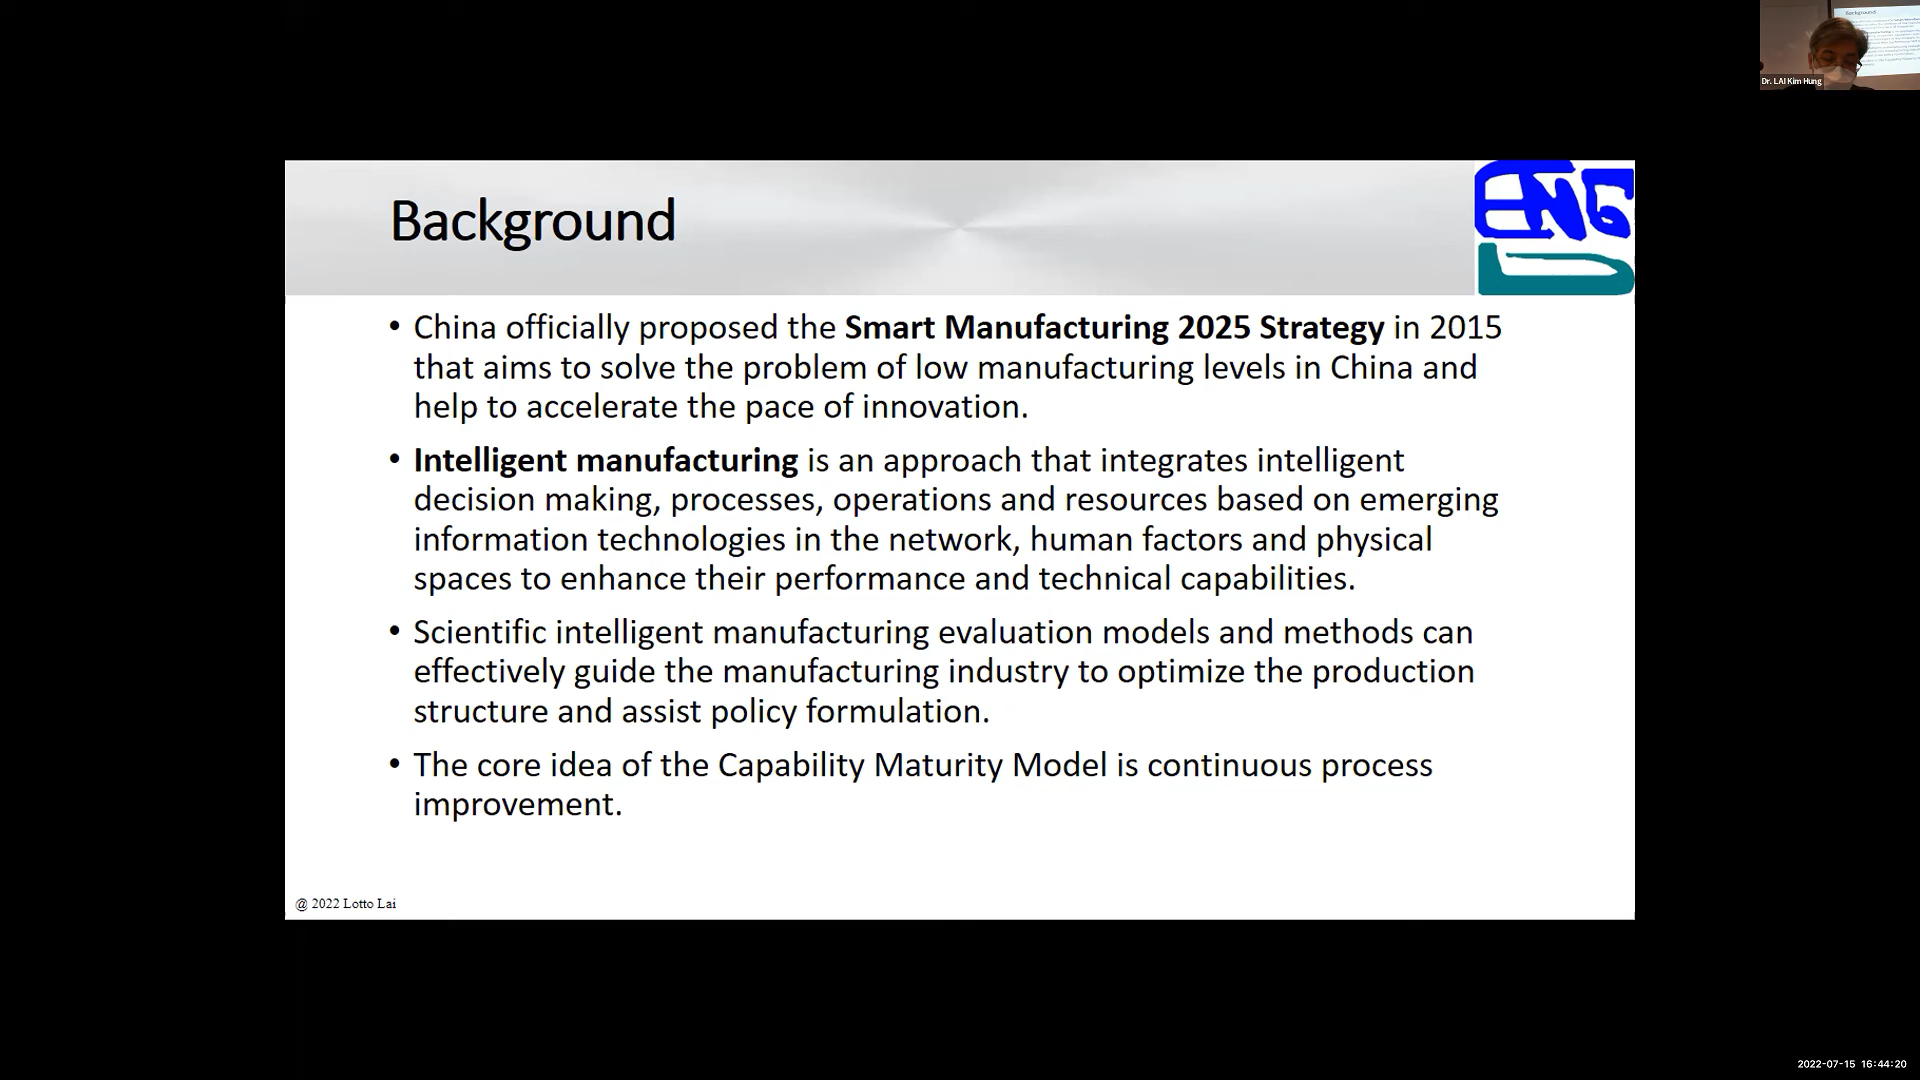 Background
Dr. LAI Kim Hung
Background
ENG
• China officially proposed the Smart Manufacturing 2025 Strategy in 2015
that aims to solve the problem of low manufacturing levels in China and
help to accelerate the pace of innovation.
• Intelligent manufacturing is an approach that integrates intelligent
decision making, processes, operations and resources based on emerging
information technologies in the network, human factors and physical
spaces to enhance their performance and technical capabilities.
• Scientific intelligent manufacturing evaluation models and methods can
effectively guide the manufacturing industry to optimize the production
structure and assist policy formulation.
• The core idea of the Capability Maturity Model is continuous process
improvement.
@ 2022 Lotto Lai
2022-07-15 16:44:20